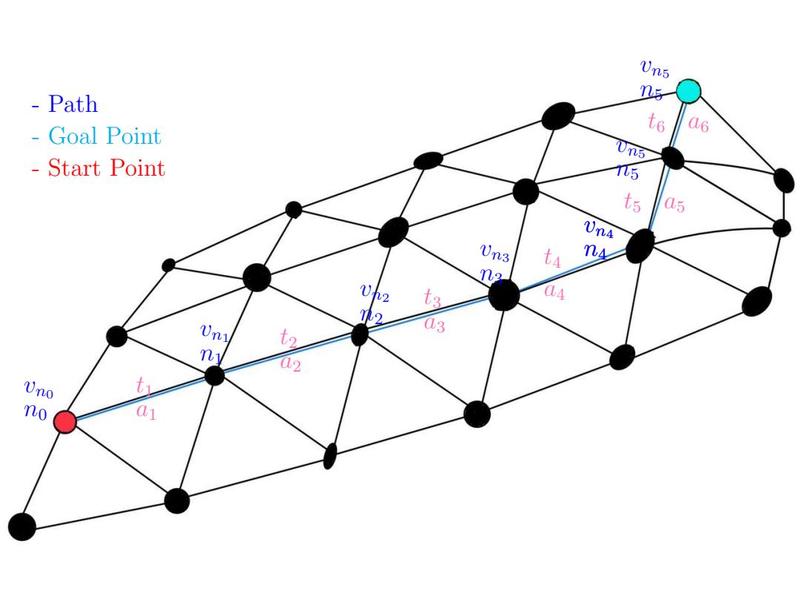 - Path
- Goal Point
- Start Point
v_{n_5}
n_5
t_6 a_6
v_{n_5}
n_5
t_5 a_5
v_{n_4}
n_4
v_{n_3}
n_3
t_4
a_4
v_{n_2}
n_2
t_3
a_3
v_{n_1}
n_1
t_2
a_2
v_{n_0}
n_0
t_1
a_1